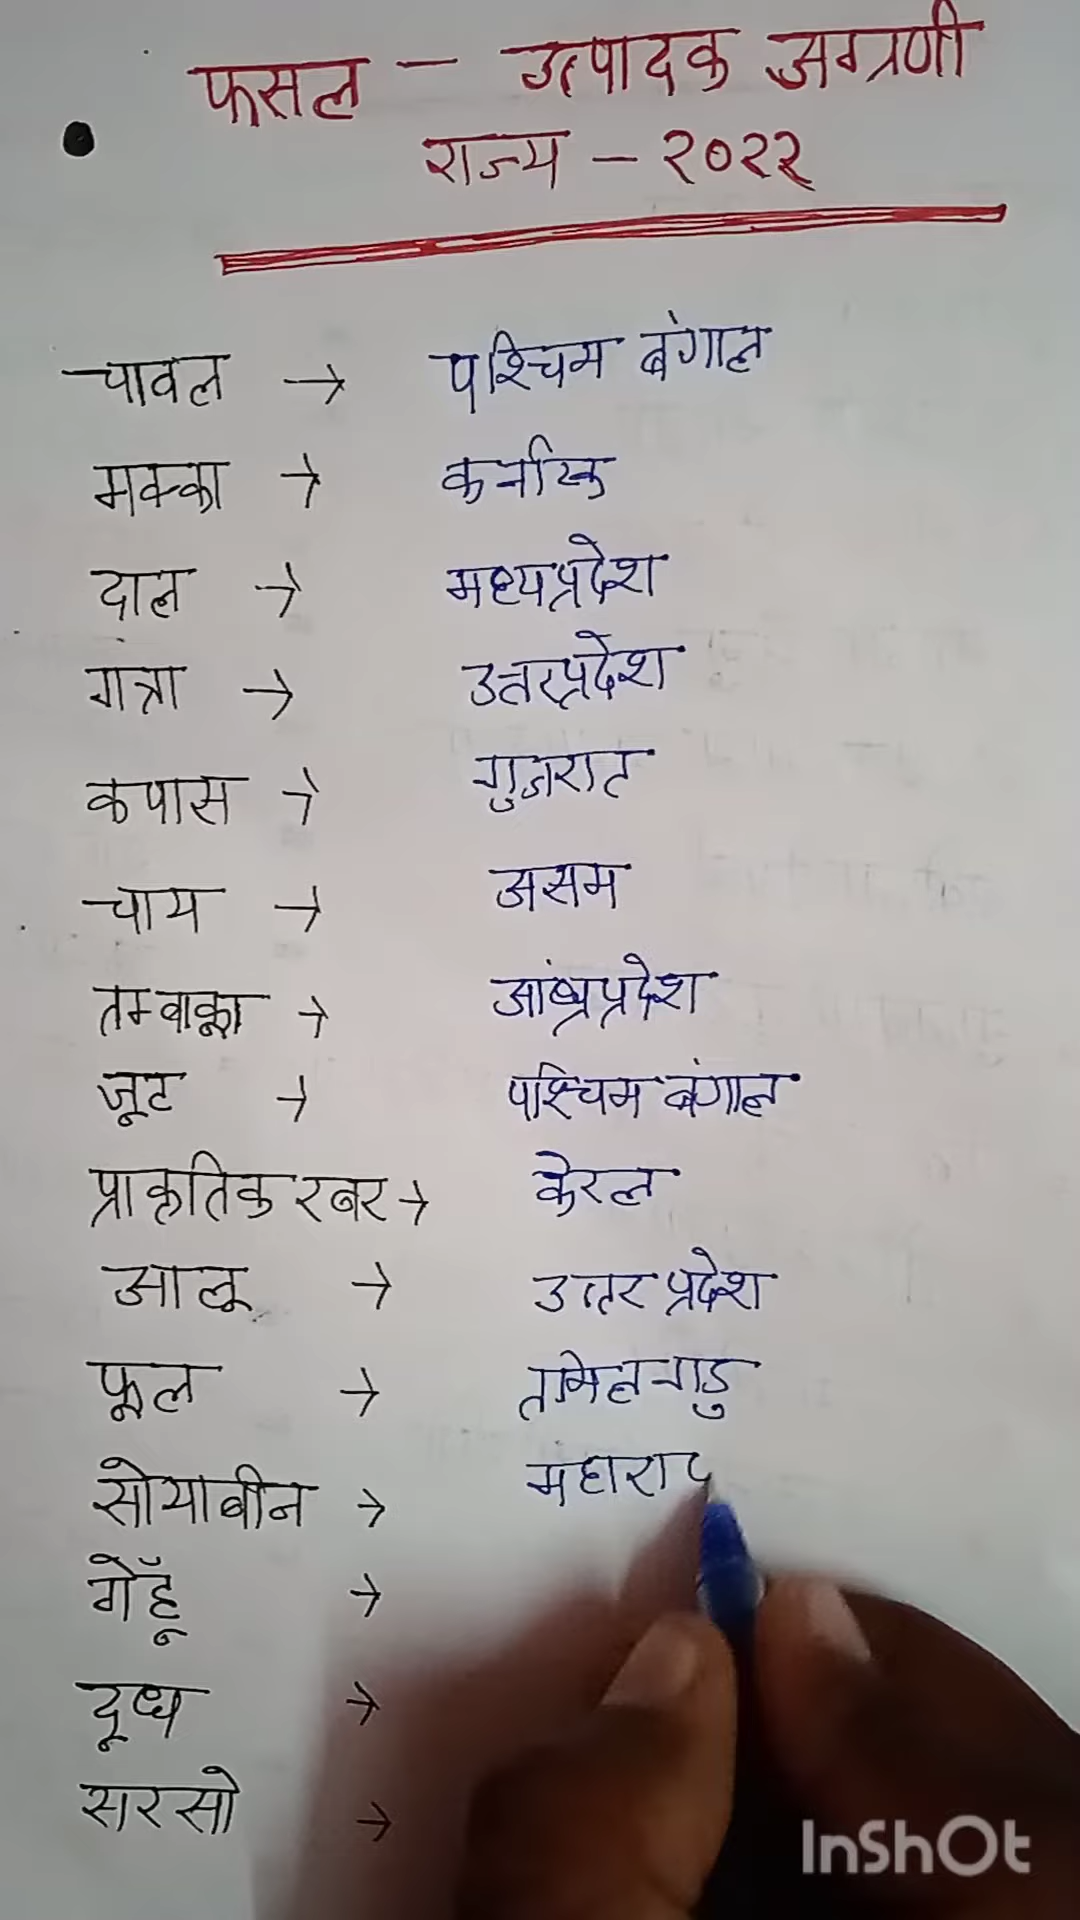 फसल - उत्पादक अग्रणी
राज्य - २०२२
चावल → पश्चिम बंगाल
मक्का → कर्नाटक
दाल → मध्यप्रदेश
गन्ना → उत्तरप्रदेश
कपास → गुजरात
चाय → असम
तम्बाकू → आंध्रप्रदेश
जूट → पश्चिम बंगाल
प्राकृतिक रबर → केरल
आलू → उत्तर प्रदेश
फूल → तमिलनाडु
सोयाबीन → महारा
गेहूँ →
दूध →
सरसो →
InShOt